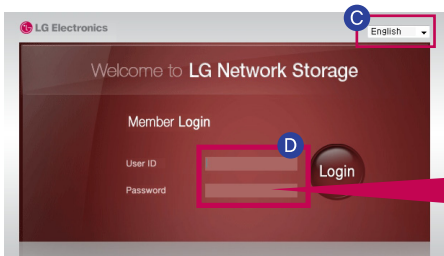 C
LG Electronics
English
Welcome to LG Network Storage
Member Login
D
User ID
Login
Password